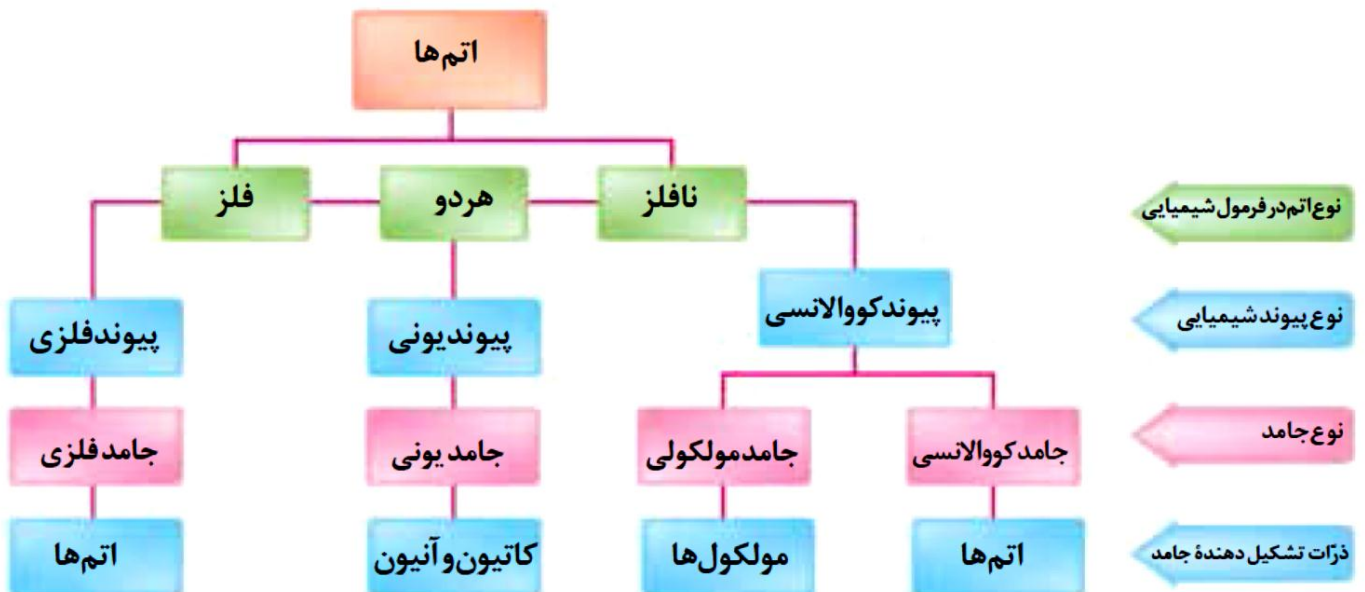 اتم‌ها
نوع اتم در فرمول شیمیایی
نافلز
هردو
فلز
نوع پیوند شیمیایی
پیوند کووالانسی
پیوند یونی
پیوند فلزی
نوع جامد
جامد کووالانسی
جامد مولکولی
جامد یونی
جامد فلزی
ذرّات تشکیل دهندهٔ جامد
اتم‌ها
مولکول‌ها
کاتیون و آنیون
اتم‌ها